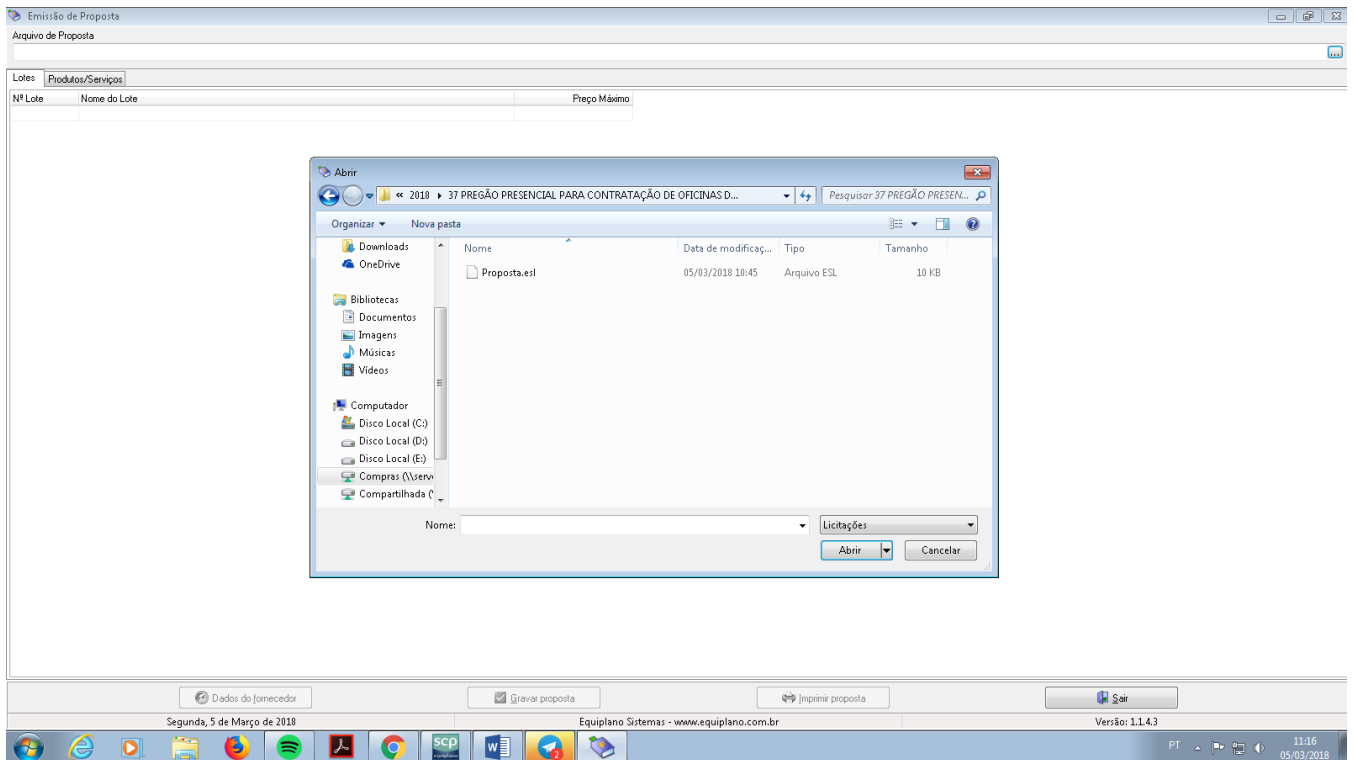 Emissão de Proposta
Arquivo de Proposta
...
Lotes Produtos/Serviços
Nº Lote Nome do Lote Preço Máximo
Abrir
« 2018 37 PREGÃO PRESENCIAL PARA CONTRATAÇÃO DE OFICINAS D... Pesquisar 37 PREGÃO PRESEN...
Organizar Nova pasta
Downloads
OneDrive
Bibliotecas
Documentos
Imagens
Músicas
Vídeos
Computador
Disco Local (C:)
Disco Local (D:)
Disco Local (E:)
Compras (\\serv
Compartilhada (
Nome Data de modificaç... Tipo Tamanho
Proposta.esl 05/03/2018 10:45 Arquivo ESL 10 KB
Nome: Licitações
Abrir Cancelar
Dados do fornecedor Gravar proposta Imprimir proposta Sair
Segunda, 5 de Março de 2018 Equiplano Sistemas - www.equiplano.com.br Versão: 1.1.4.3
scp
equiplano
2
PT 11:16
05/03/2018